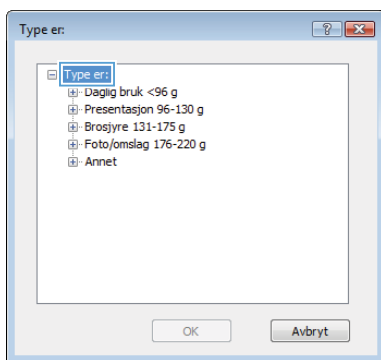 Type er:
Type er:
Daglig bruk <96 g
Presentasjon 96-130 g
Brosjyre 131-175 g
Foto/omslag 176-220 g
Annet
OK
Avbryt